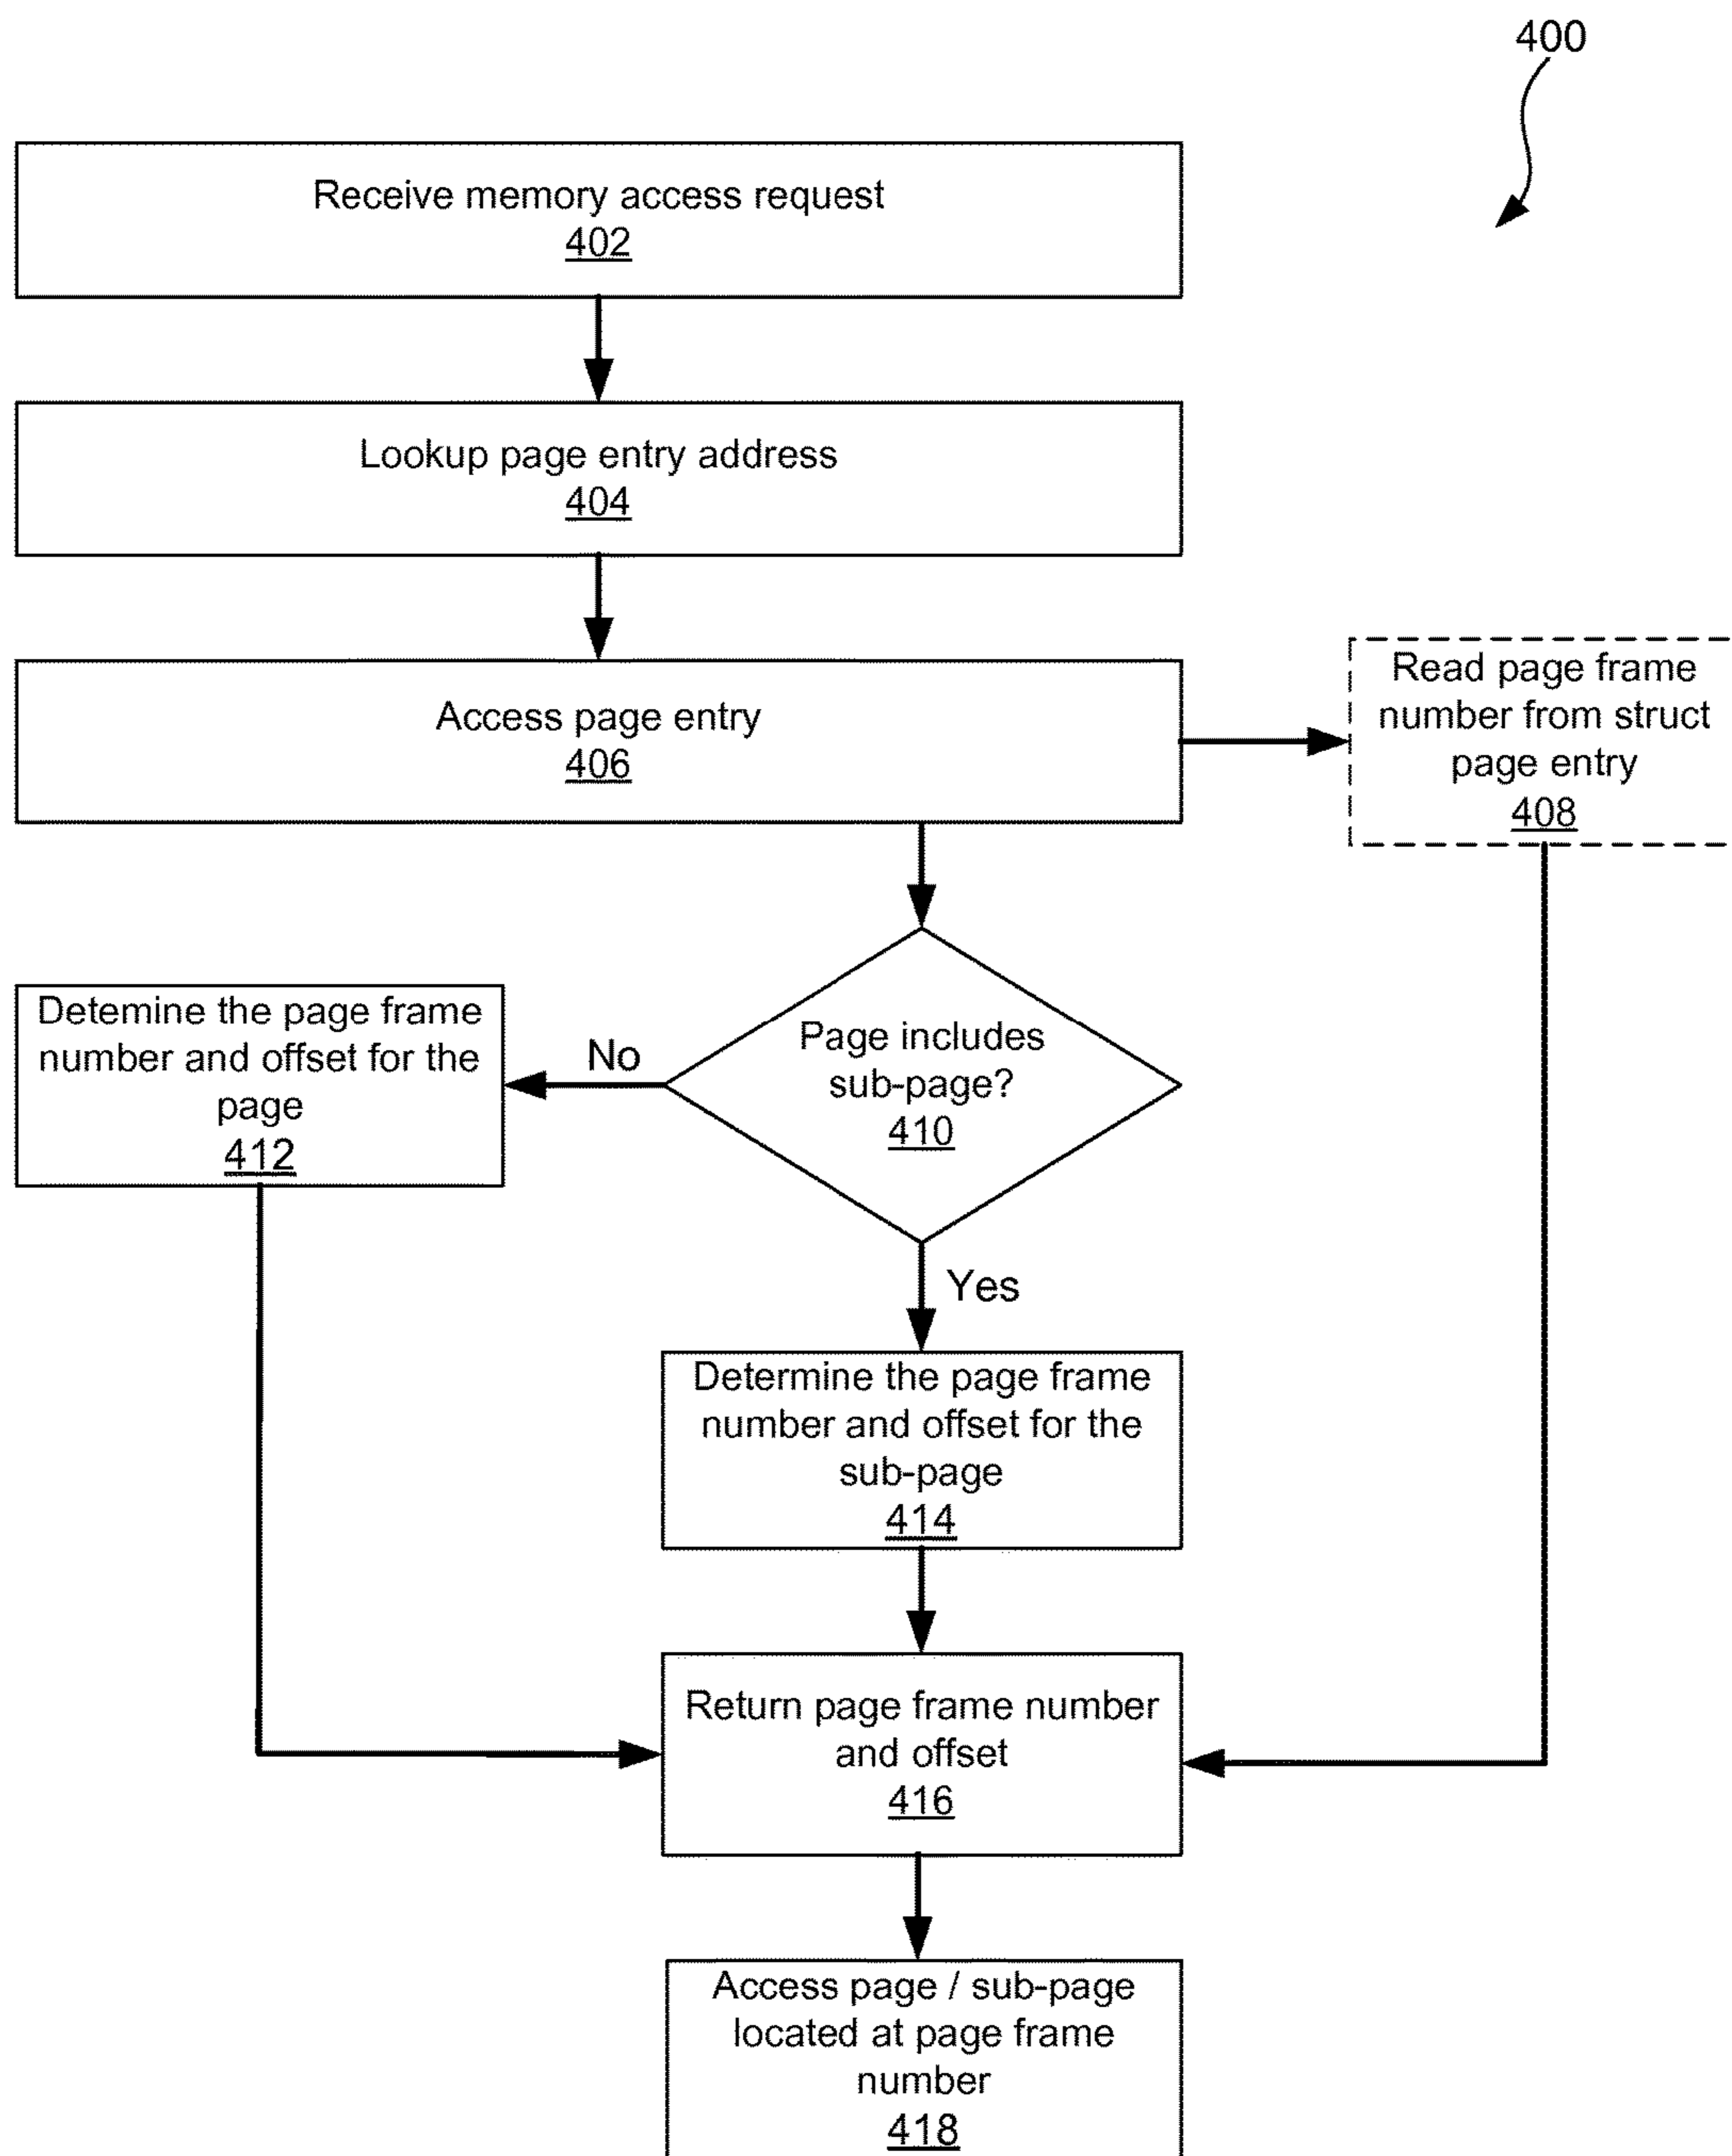 400
Receive memory access request
402
Lookup page entry address
404
Access page entry
406
Read page frame
number from struct
page entry
408
Page includes
sub-page?
410
No
Detemine the page frame
number and offset for the
page
412
Yes
Determine the page frame
number and offset for the
sub-page
414
Return page frame number
and offset
416
Access page / sub-page
located at page frame
number
418